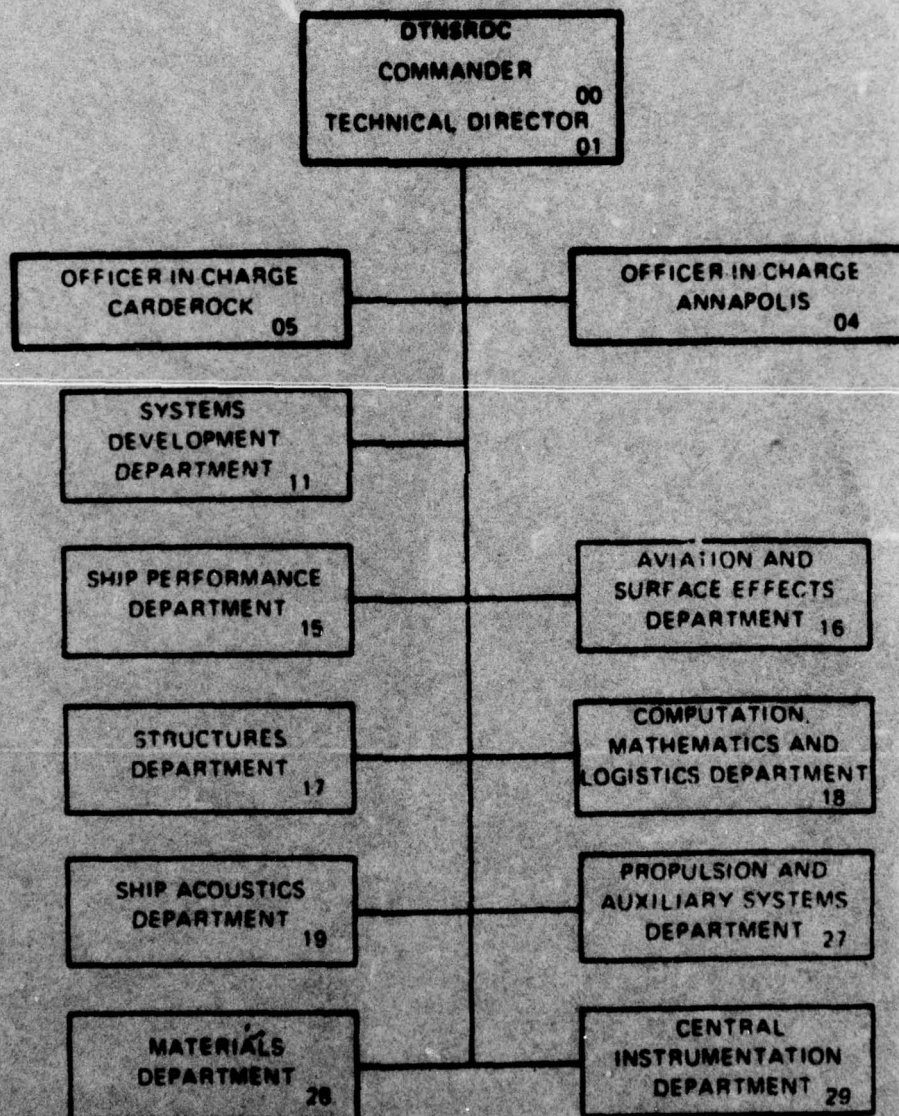 DTNSRDC
COMMANDER
00
TECHNICAL DIRECTOR
01
OFFICER IN CHARGE
CARDEROCK
05
OFFICER IN CHARGE
ANNAPOLIS
04
SYSTEMS
DEVELOPMENT
DEPARTMENT
11
SHIP PERFORMANCE
DEPARTMENT
15
AVIATION AND
SURFACE EFFECTS
DEPARTMENT
16
STRUCTURES
DEPARTMENT
17
COMPUTATION,
MATHEMATICS AND
LOGISTICS DEPARTMENT
18
SHIP ACOUSTICS
DEPARTMENT
19
PROPULSION AND
AUXILIARY SYSTEMS
DEPARTMENT
27
MATERIALS
DEPARTMENT
28
CENTRAL
INSTRUMENTATION
DEPARTMENT
29